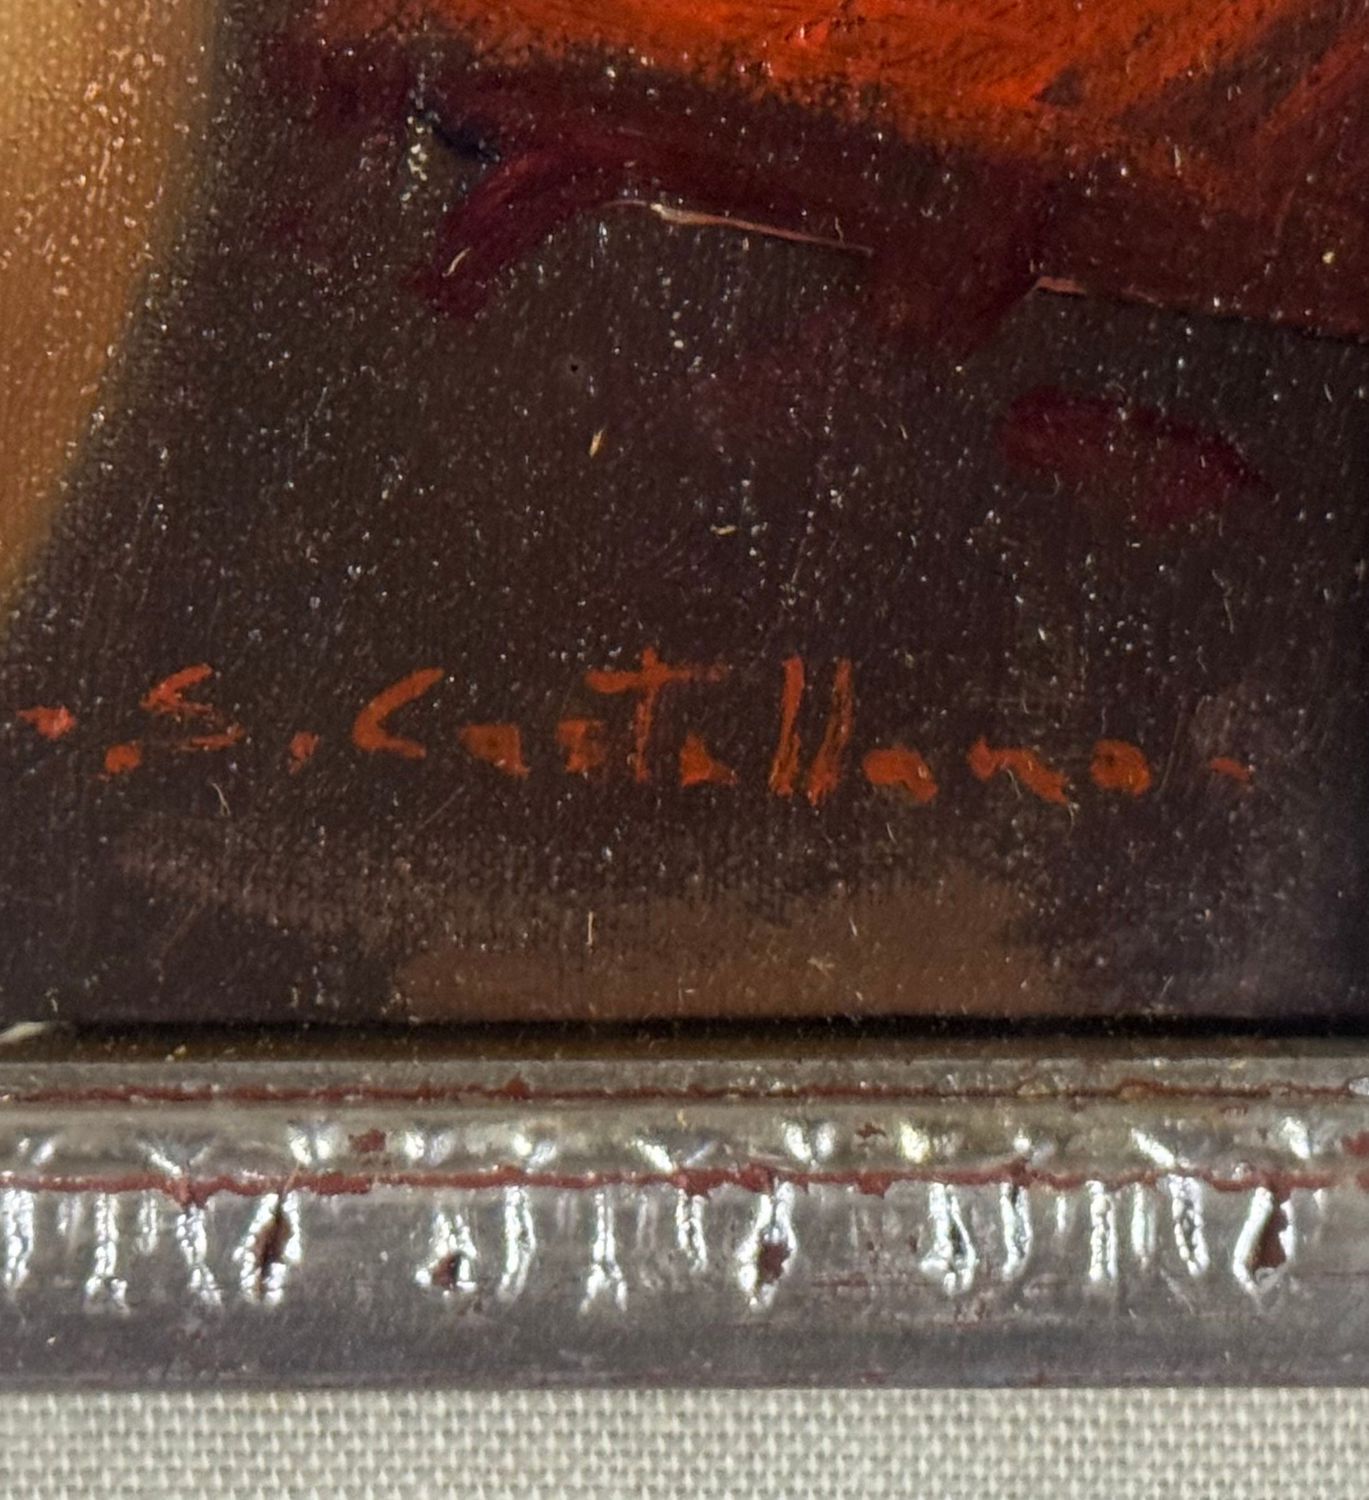 . S. Castellano -